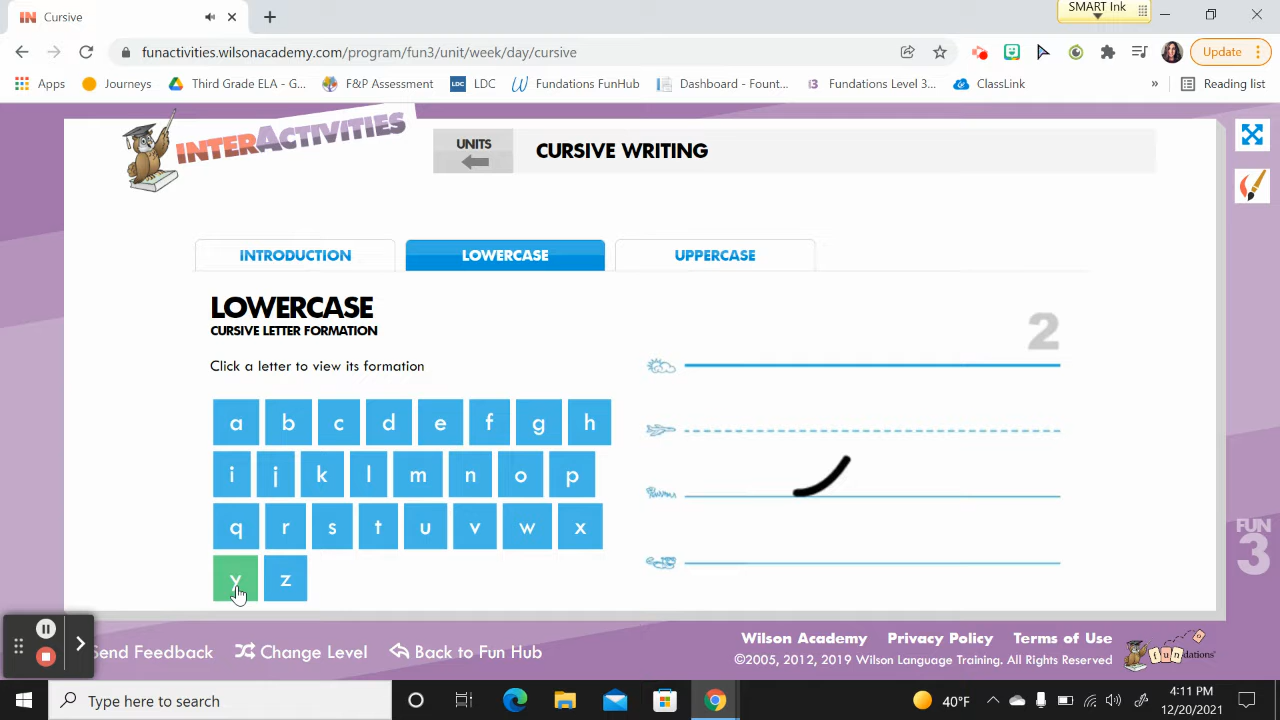 Cursive
SMART Ink
funactivities.wilsonacademy.com/program/fun3/unit/week/day/cursive
Update
Apps
Journeys
Third Grade ELA - G...
F&P Assessment
LDC
LDC
Fundations FunHub
Dashboard - Fount...
Fundations Level 3...
ClassLink
»
Reading list
INTERACTIVITIES
UNITS
CURSIVE WRITING
INTRODUCTION
LOWERCASE
UPPERCASE
LOWERCASE
CURSIVE LETTER FORMATION
Click a letter to view its formation
a b c d e f g h
i j k l m n o p
q r s t u v w x
y z
2
FUN
3
Send Feedback
Change Level
Back to Fun Hub
Wilson Academy
Privacy Policy
Terms of Use
©2005, 2012, 2019 Wilson Language Training. All Rights Reserved
fundations
Type here to search
40°F
4:11 PM
12/20/2021